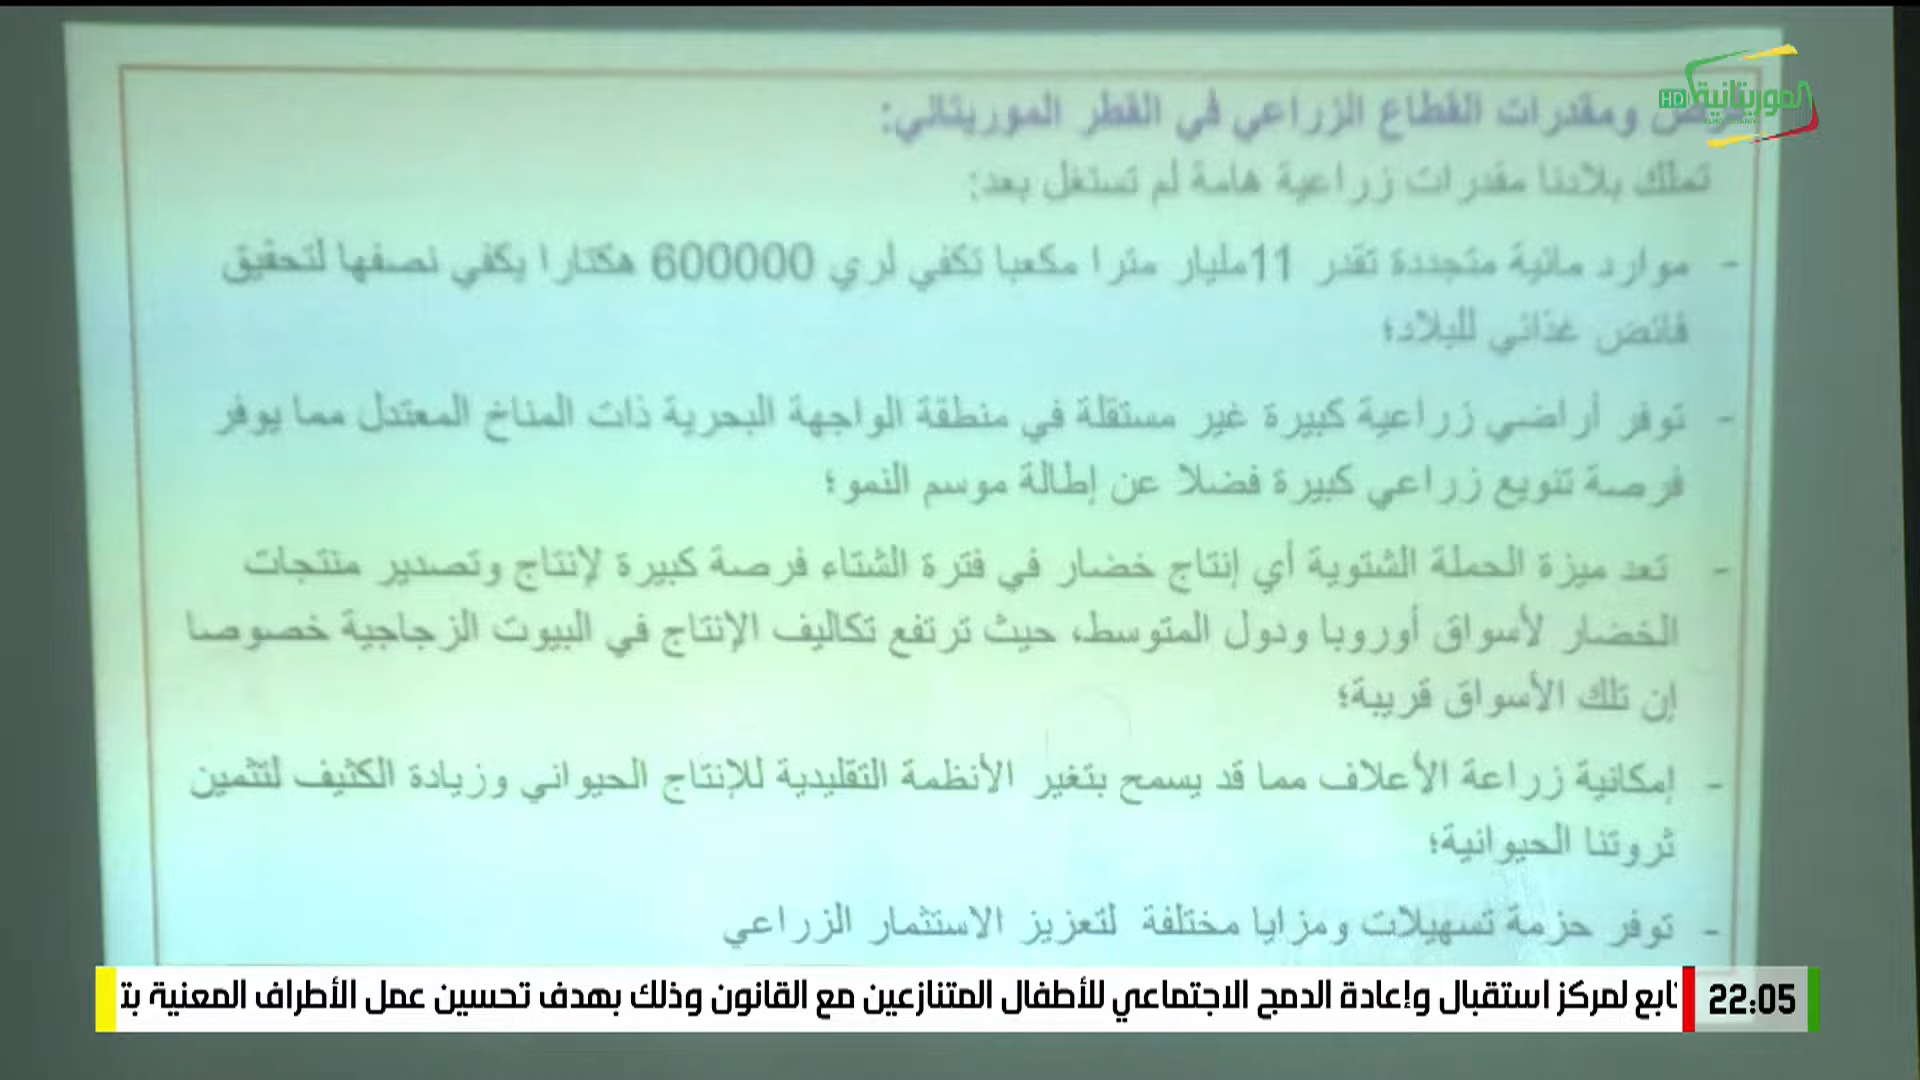 الموريتانية
HD
ومقدرات القطاع الزراعي في القطر الموريتاني:
تملك بلادنا مقدرات زراعية هامة لم تستغل بعد:
- موارد مائية متجددة تقدر 11مليار مترا مكعبا تكفي لري 600000 هكتارا يكفي نصفها لتحقيق
فائض غذائي للبلاد؛
- توفر أراضي زراعية كبيرة غير مستقلة في منطقة الواجهة البحرية ذات المناخ المعتدل مما يوفر
فرصة تنويع زراعي كبيرة فضلا عن إطالة موسم النمو؛
- تعد ميزة الحملة الشتوية أي إنتاج خضار في فترة الشتاء فرصة كبيرة لإنتاج وتصدير منتجات
الخضار لأسواق أوروبا ودول المتوسط، حيث ترتفع تكاليف الإنتاج في البيوت الزجاجية خصوصا
إن تلك الأسواق قريبة؛
- إمكانية زراعة الأعلاف مما قد يسمح بتغير الأنظمة التقليدية للإنتاج الحيواني وزيادة الكثيف لتثمين
ثروتنا الحيوانية؛
- توفر حزمة تسهيلات ومزايا مختلفة لتعزيز الاستثمار الزراعي
22:05
تابع لمركز استقبال وإعادة الدمج الاجتماعي للأطفال المتنازعين مع القانون وذلك بهدف تحسين عمل الأطراف المعنية بت